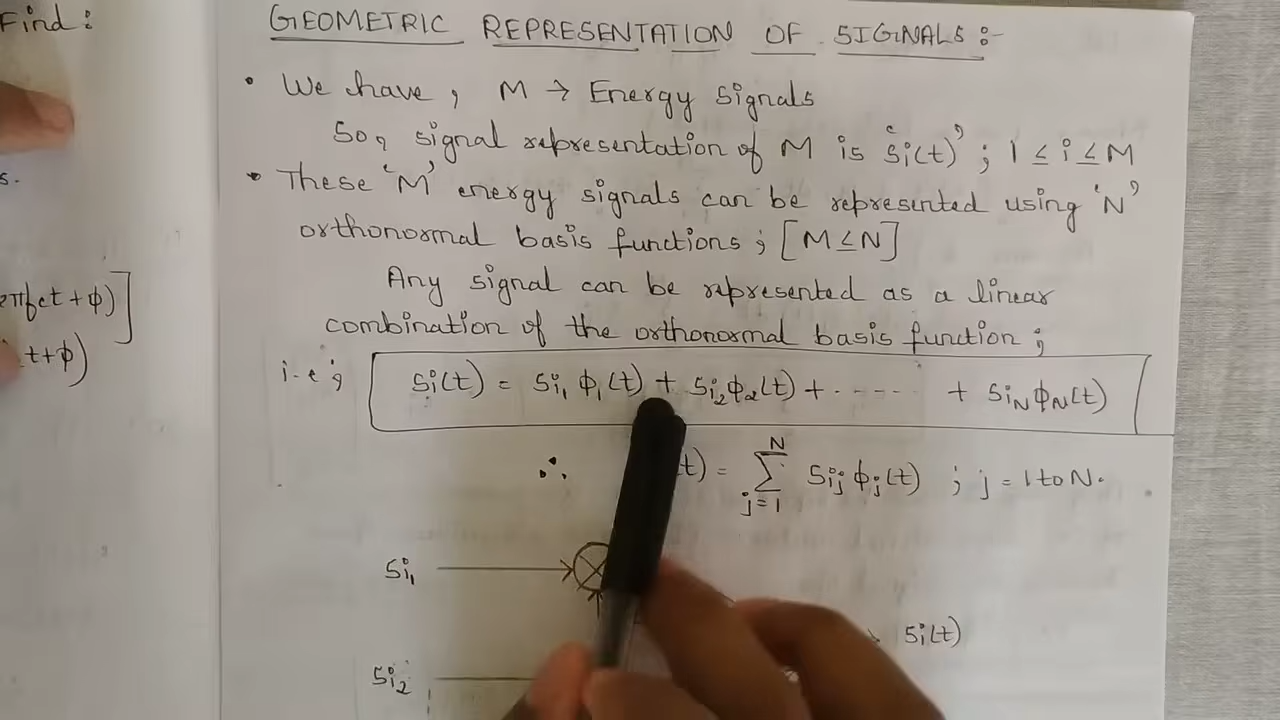 Find:
s.
2πfct + φ)]
t+φ)
GEOMETRIC REPRESENTATION OF SIGNALS:-
• We have, M → Energy Signals
So, signal representation of M is 'si(t)'; 1 ≤ i ≤ M
• These 'M' energy signals can be represented using 'N'
orthonormal basis functions; [M ≤ N]
Any signal can be represented as a linear
combination of the orthonormal basis function;
i.e; si(t) = si₁ φ₁(t) + si₂ φ₂(t) + ----- + siN φN(t)
∴ t) = N Σ j=1 sij φj(t) ; j = 1 to N.
si₁
si(t)
si₂